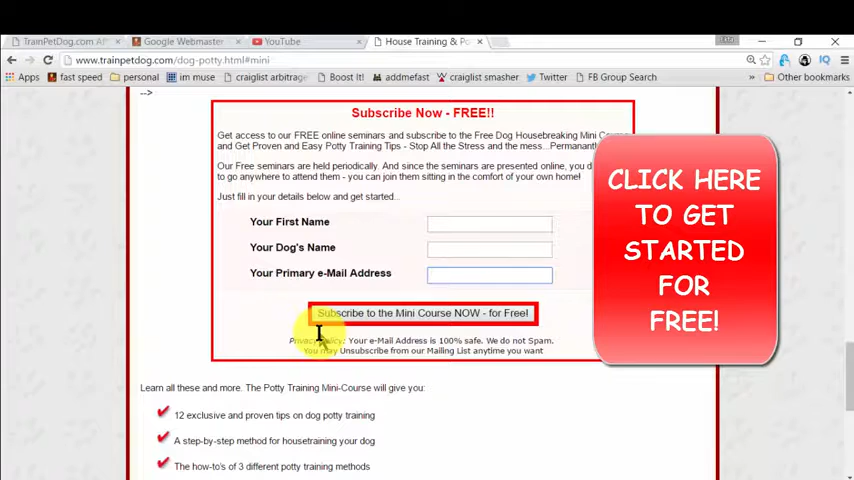 TrainPetDog.com Af
Google Webmaster
YouTube
House Training & Po
www.trainpetdog.com/dog-potty.html#mini
Apps
fast speed
personal
im muse
craiglist arbitrage
Boost It!
addmefast
craiglist smasher
Twitter
FB Group Search
Other bookmarks
-->
Subscribe Now - FREE!!
Get access to our FREE online seminars and subscribe to the Free Dog Housebreaking Mini
and Get Proven and Easy Potty Training Tips - Stop All the Stress and the mess...Permanantly
Our Free seminars are held periodically. And since the seminars are presented online, you
to go anywhere to attend them - you can join them sitting in the comfort of your own home!
Just fill in your details below and get started...
Your First Name
Your Dog's Name
Your Primary e-Mail Address
Subscribe to the Mini Course NOW - for Free!
Privacy Policy: Your e-Mail Address is 100% safe. We do not Spam.
You may Unsubscribe from our Mailing List anytime you want
CLICK HERE
TO GET
STARTED
FOR
FREE!
Learn all these and more. The Potty Training Mini-Course will give you:
12 exclusive and proven tips on dog potty training
A step-by-step method for housetraining your dog
The how-to's of 3 different potty training methods